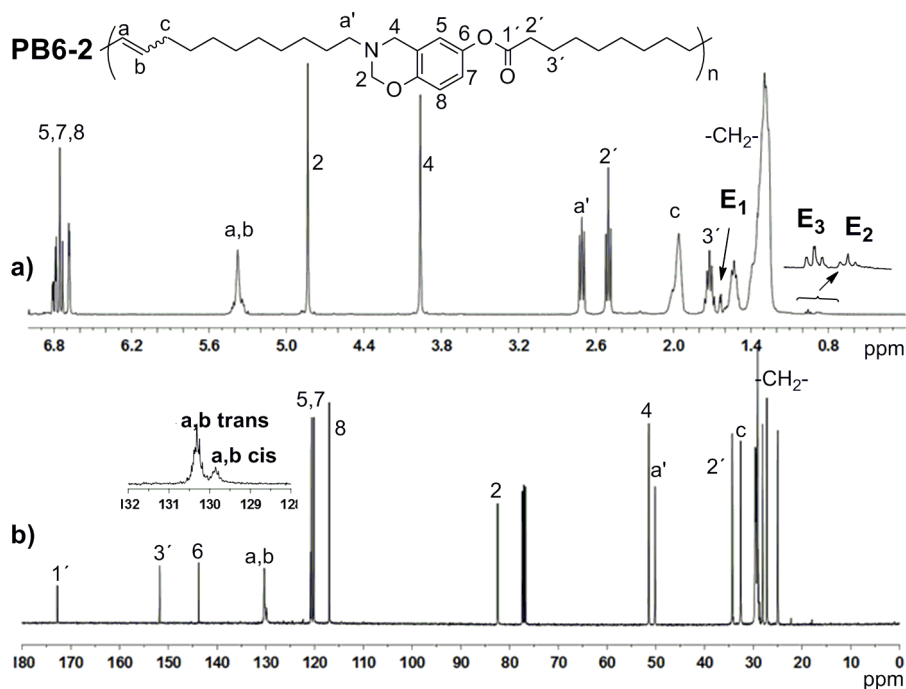 PB6-2
a
b
c
a'
N
4
5
6
O
1´
O
2´
3´
2
O
8
7
n
5,7,8
a,b
2
4
a'
2´
c
3´
E1
-CH2-
E3
E2
a)
6.8 6.2 5.6 5.0 4.4 3.8 3.2 2.6 2.0 1.4 0.8
ppm
a,b trans
a,b cis
132 131 130 129 128
b)
1´
3´
6
a,b
5,7
8
2
4
a'
2´
c
-CH2-
180 170 160 150 140 130 120 110 100 90 80 70 60 50 40 30 20 10 0
ppm